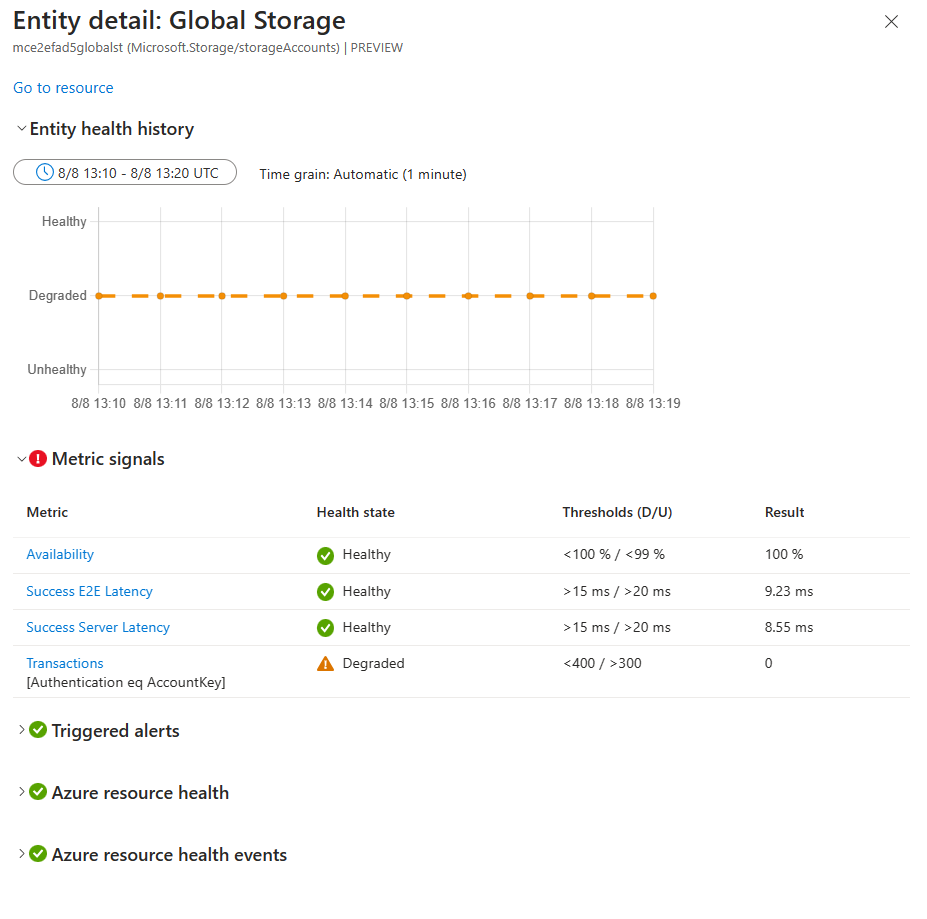 Entity detail: Global Storage
mce2efad5globalst (Microsoft.Storage/storageAccounts) | PREVIEW
Go to resource
Entity health history
8/8 13:10 - 8/8 13:20 UTC
Time grain: Automatic (1 minute)
Healthy
Degraded
Unhealthy
8/8 13:10 8/8 13:11 8/8 13:12 8/8 13:13 8/8 13:14 8/8 13:15 8/8 13:16 8/8 13:17 8/8 13:18 8/8 13:19
Metric signals
Metric Health state Thresholds (D/U) Result
Availability Healthy <100 % / <99 % 100 %
Success E2E Latency Healthy >15 ms / >20 ms 9.23 ms
Success Server Latency Healthy >15 ms / >20 ms 8.55 ms
Transactions Degraded <400 / >300 0
[Authentication eq AccountKey]
Triggered alerts
Azure resource health
Azure resource health events